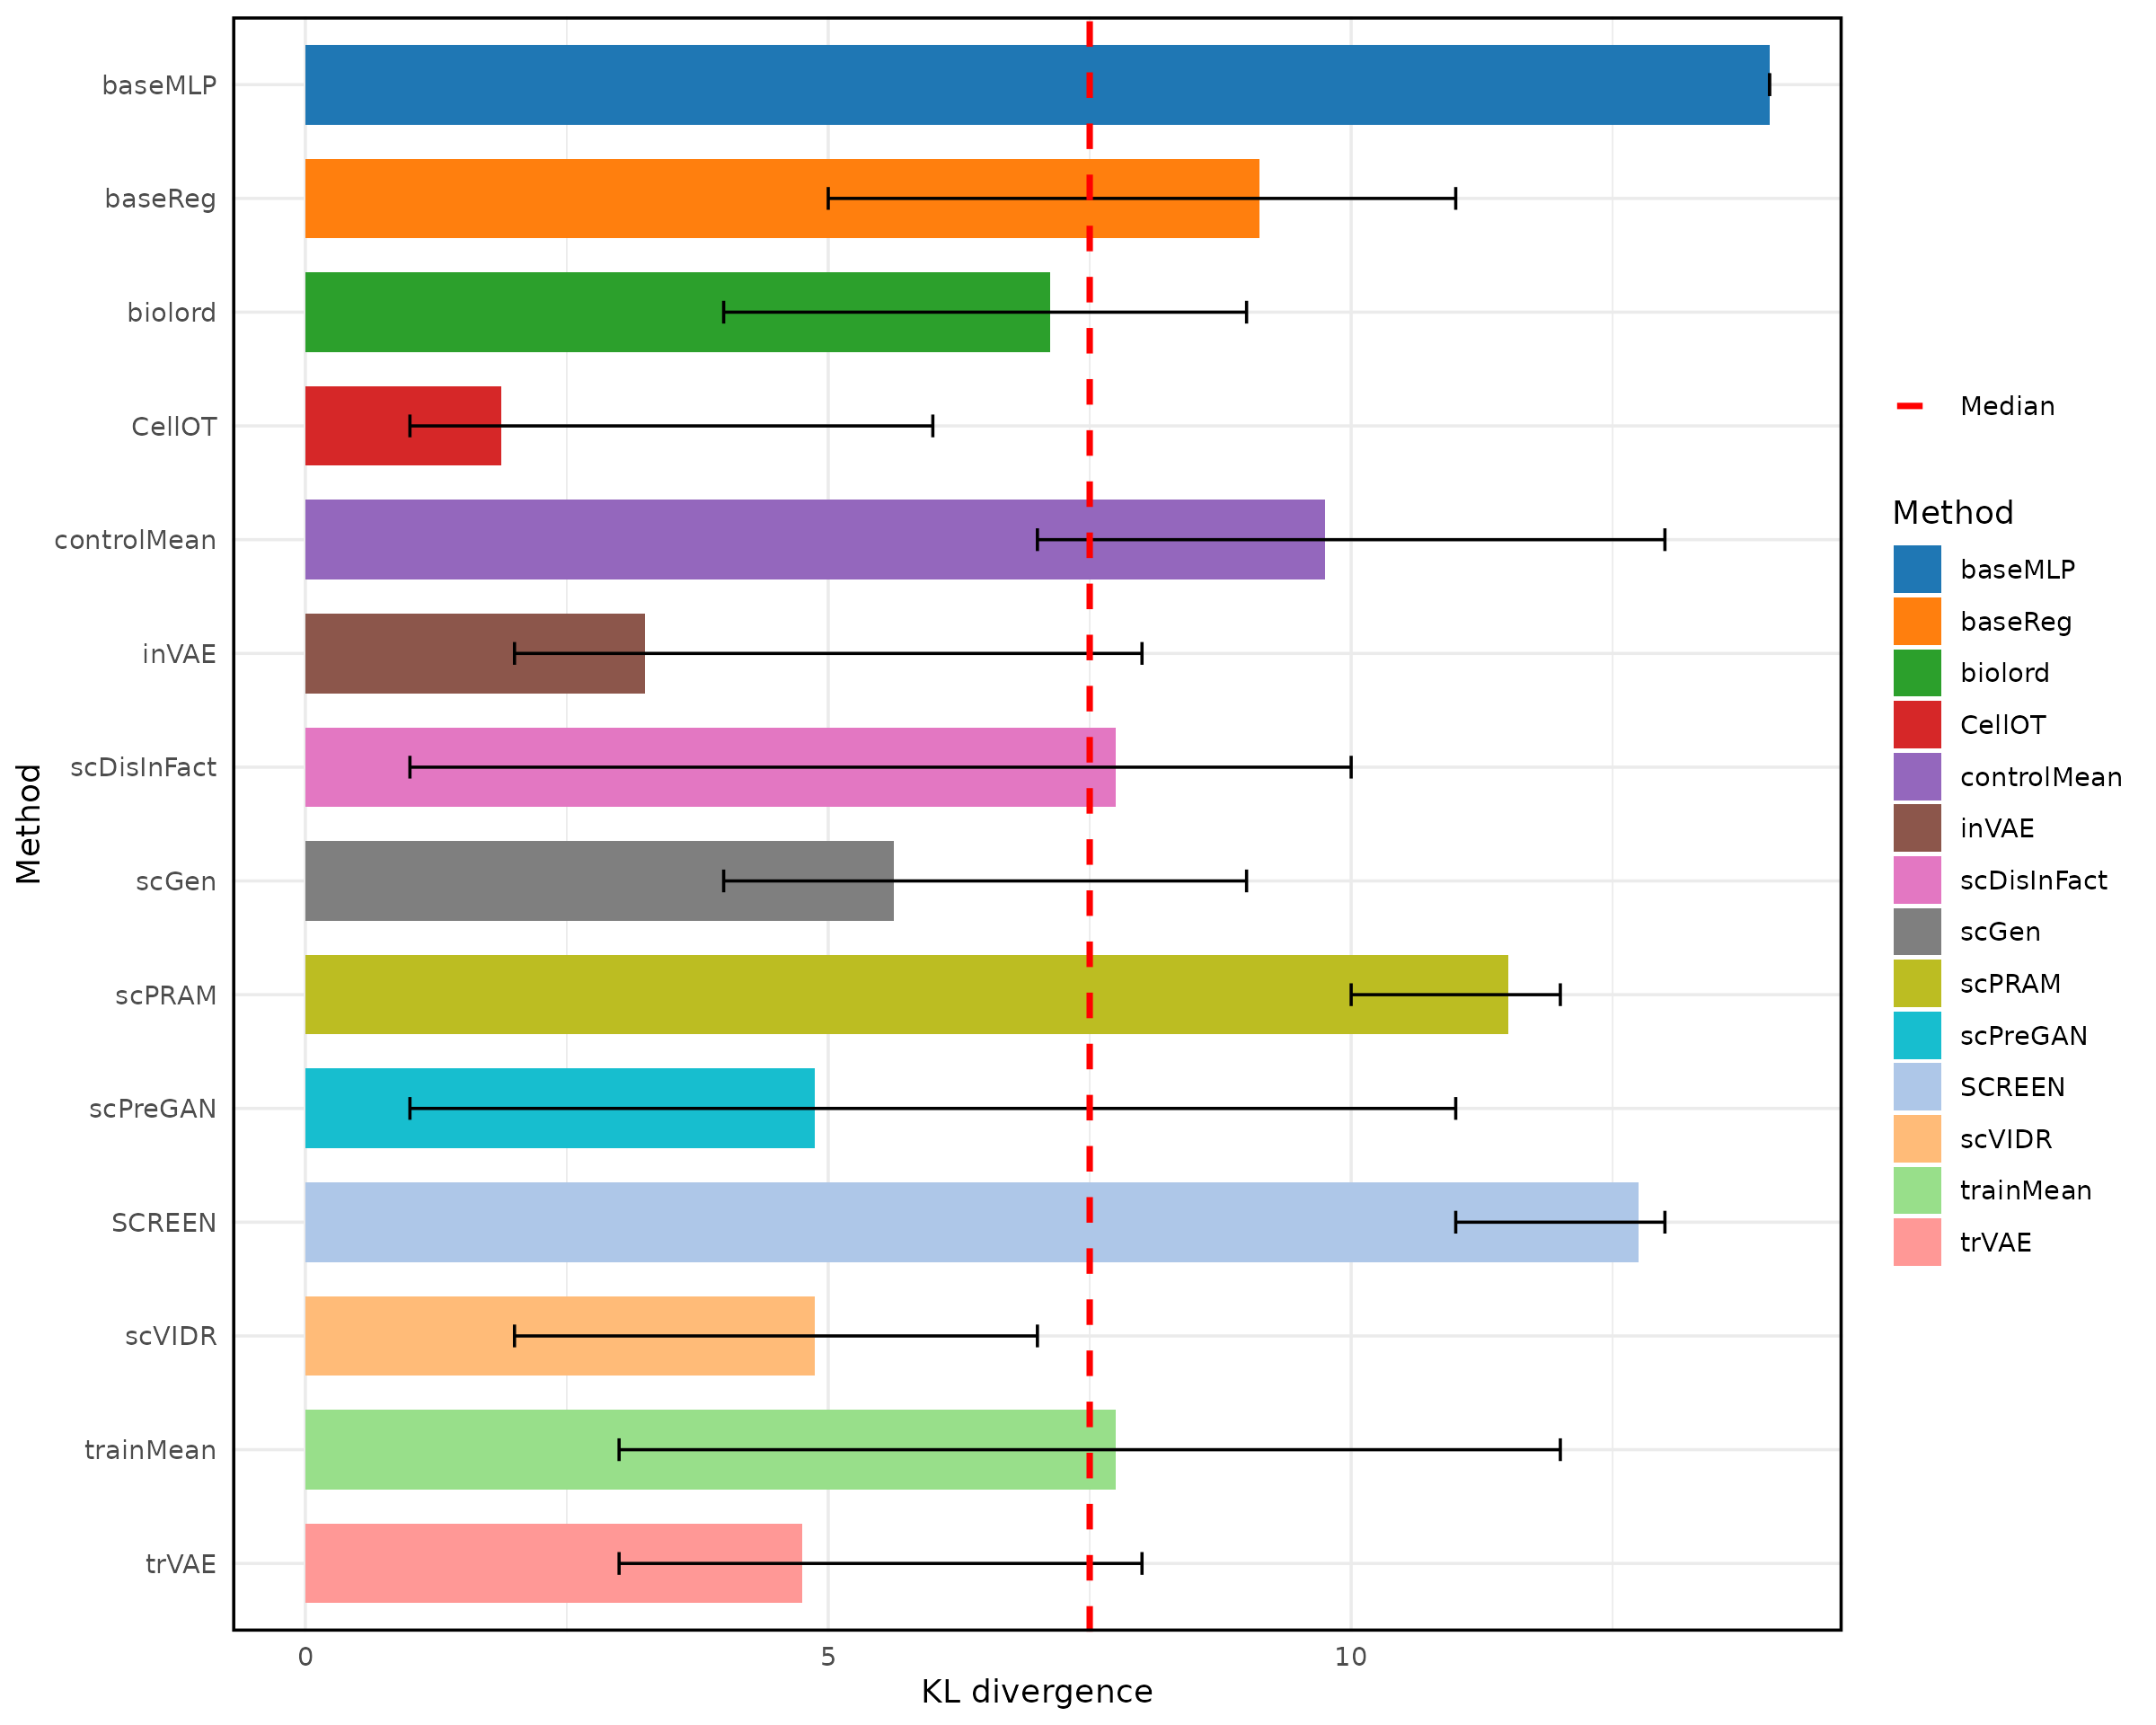 baseMLP
baseReg
biolord
CellOT
controlMean
inVAE
scDisInFact
scGen
scPRAM
scPreGAN
SCREEN
scVIDR
trainMean
trVAE
Method
0 5 10
KL divergence
Median
Method
baseMLP
baseReg
biolord
CellOT
controlMean
inVAE
scDisInFact
scGen
scPRAM
scPreGAN
SCREEN
scVIDR
trainMean
trVAE